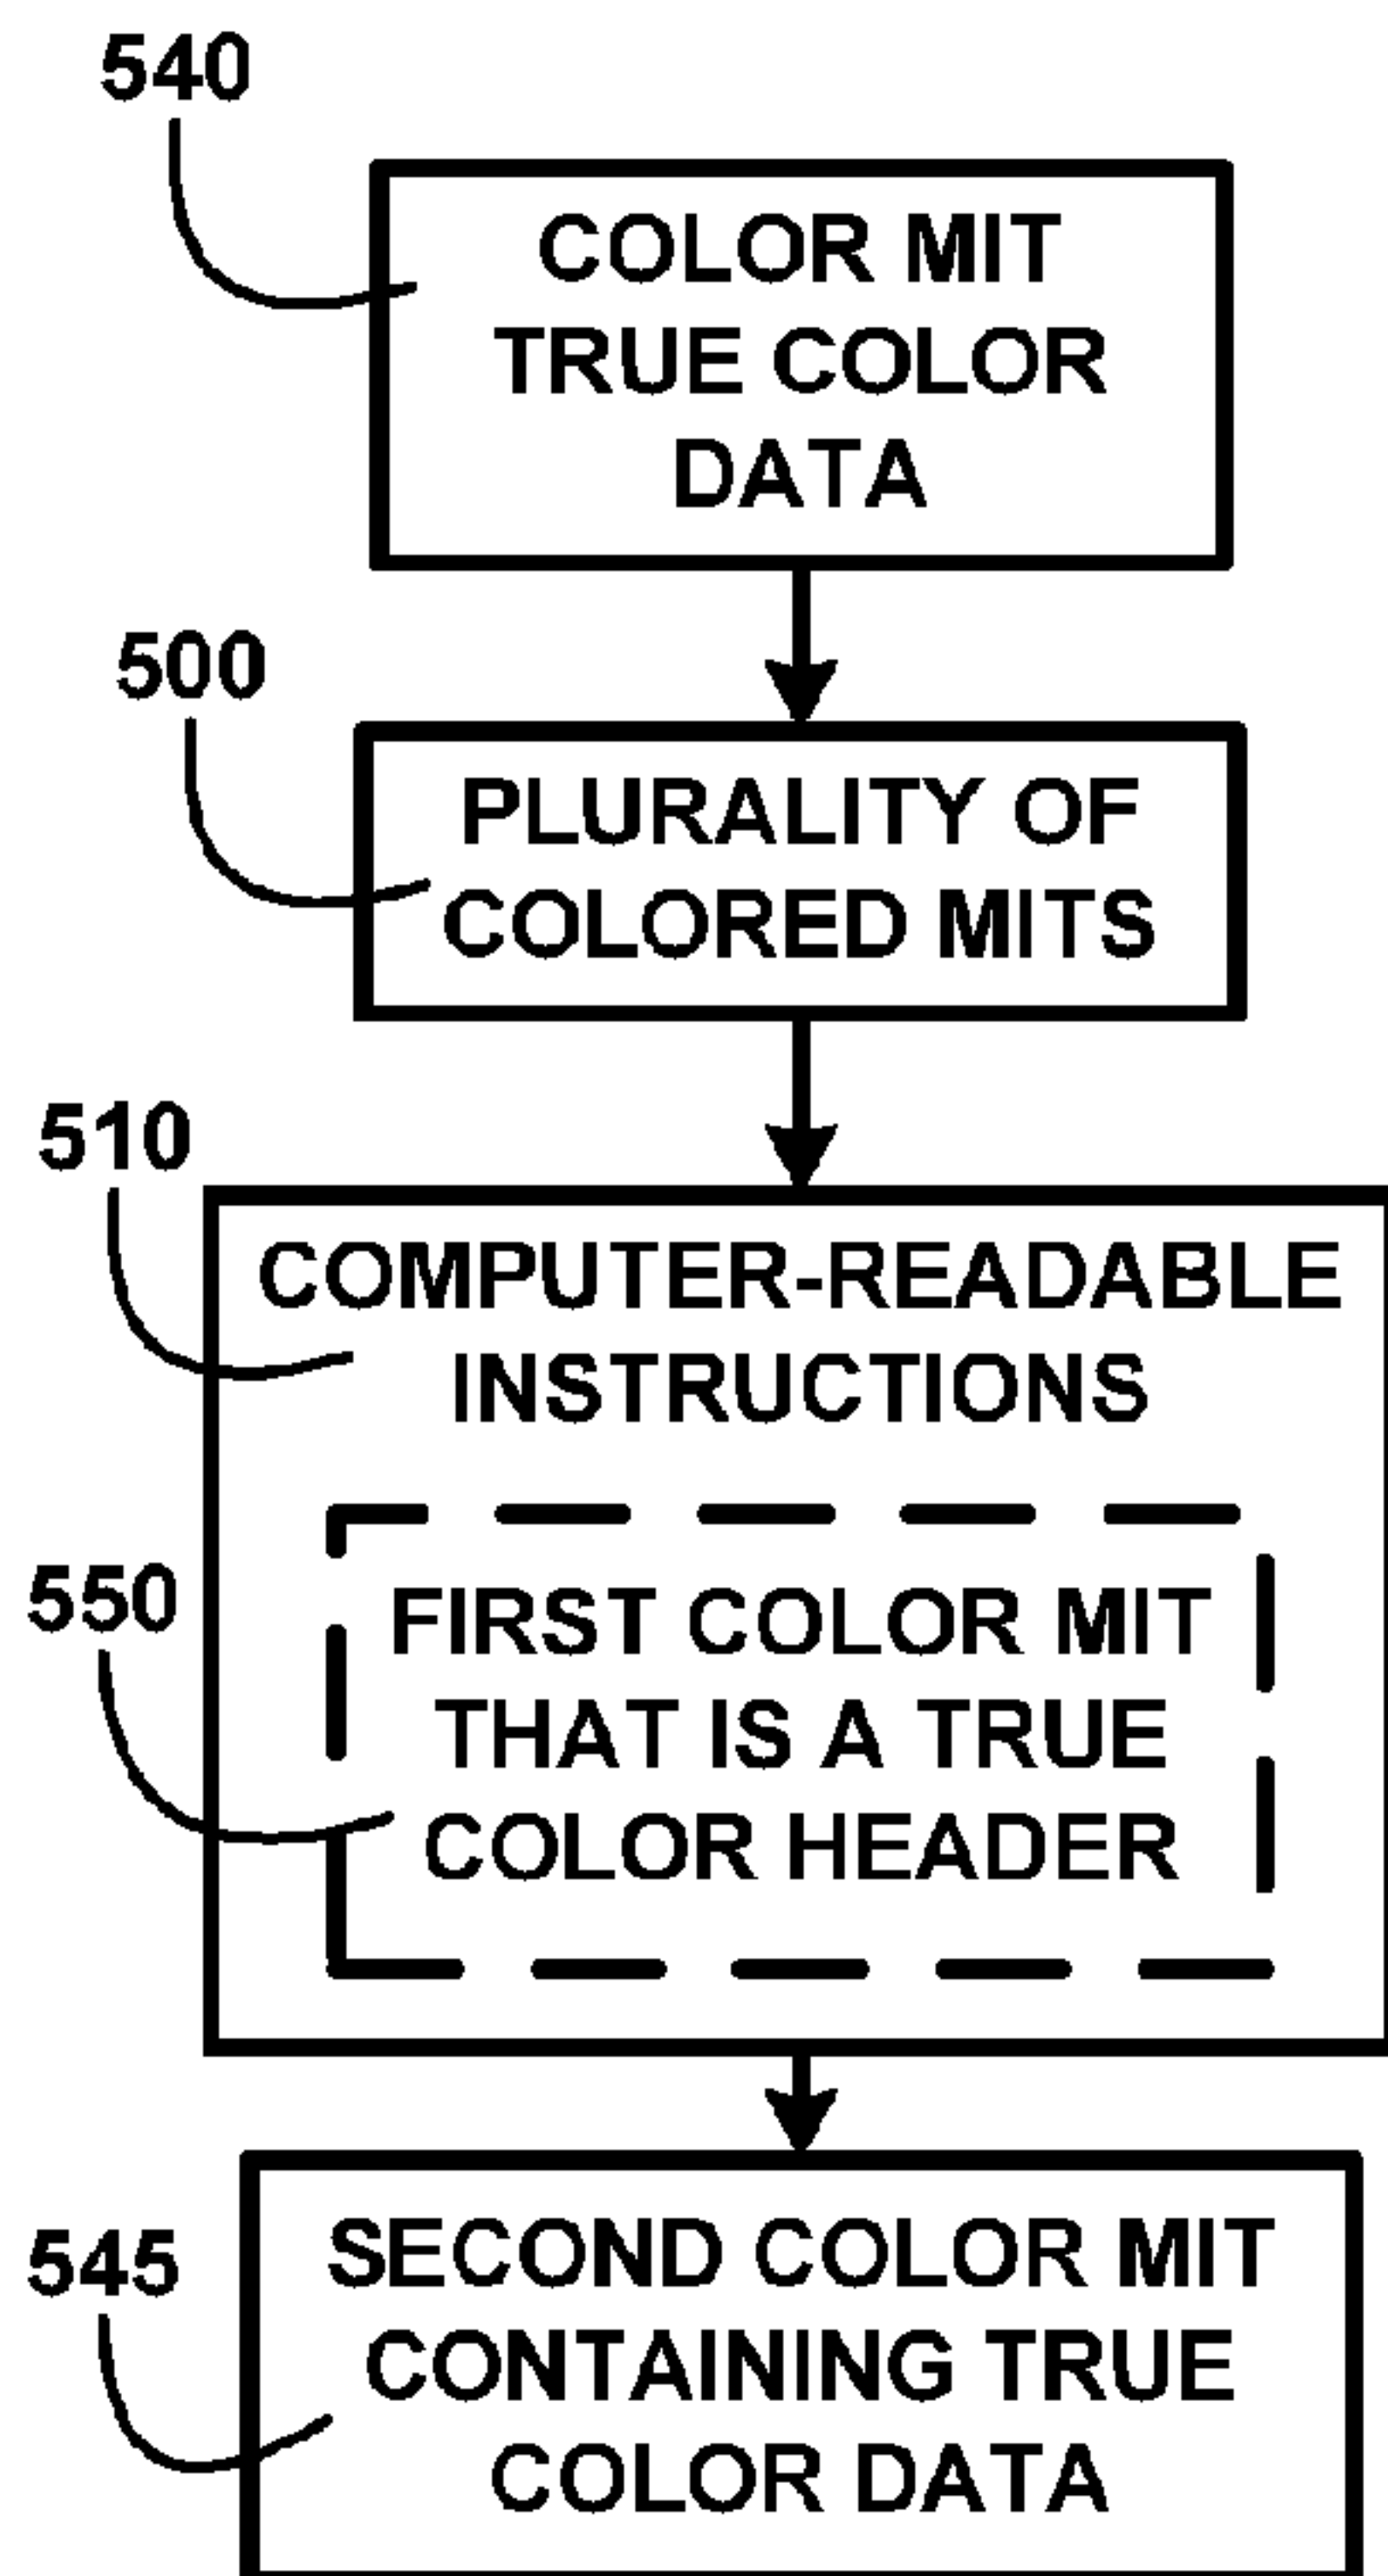 540
COLOR MIT
TRUE COLOR
DATA
500
PLURALITY OF
COLORED MITS
510
COMPUTER-READABLE
INSTRUCTIONS
550
FIRST COLOR MIT
THAT IS A TRUE
COLOR HEADER
545
SECOND COLOR MIT
CONTAINING TRUE
COLOR DATA